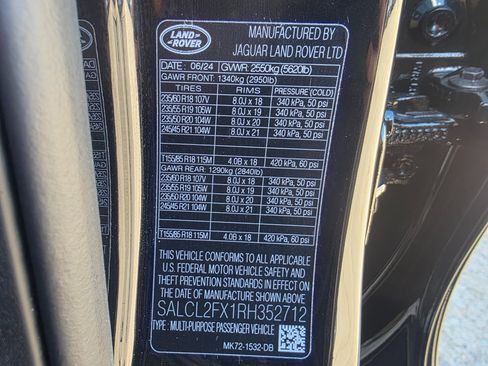 LAND
ROVER
MANUFACTURED BY
JAGUAR LAND ROVER LTD
DATE : 06/24 GVWR: 2550kg (5620lb)
GAWR FRONT: 1340kg (2950lb)
TIRES RIMS PRESSURE (COLD)
235/60 R18 107V 8.0J x 18 340 kPa, 50 psi
235/55 R19 105W 8.0J x 19 340 kPa, 50 psi
235/50 R20 104W 8.0J x 20 340 kPa, 50 psi
245/45 R21 104W 8.0J x 21 340 kPa, 50 psi
T155/85 R18 115M 4.0B x 18 420 kPa, 60 psi
GAWR REAR: 1290kg (2840lb)
235/60 R18 107V 8.0J x 18 340 kPa, 50 psi
235/55 R19 105W 8.0J x 19 340 kPa, 50 psi
235/50 R20 104W 8.0J x 20 340 kPa, 50 psi
245/45 R21 104W 8.0J x 21 340 kPa, 50 psi
T155/85 R18 115M 4.0B x 18 420 kPa, 60 psi
THIS VEHICLE CONFORMS TO ALL APPLICABLE
U.S. FEDERAL MOTOR VEHICLE SAFETY AND
THEFT PREVENTION STANDARDS IN EFFECT ON
THE DATE OF MANUFACTURE SHOWN ABOVE.
SALCL2FX1RH352712
TYPE : MULTI-PURPOSE PASSENGER VEHICLE
MK72-1532-DB